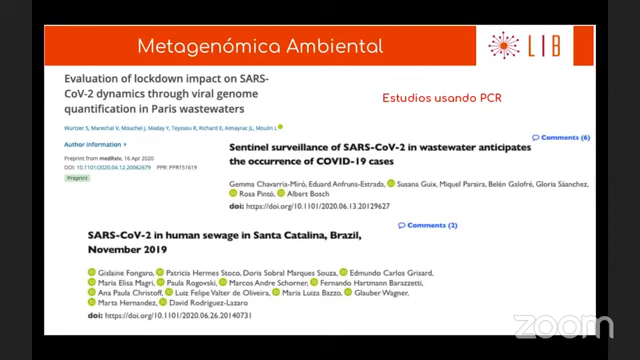 Metagenómica Ambiental
LIB
Evaluation of lockdown impact on SARS-
CoV-2 dynamics through viral genome
quantification in Paris wastewaters
Wurtzer S, Marechal V, Mouchel J, Maday Y, Teyssou R, Richard E, Almayrac JL, Moulin L
Author information
Preprint from medRxiv, 16 Apr 2020
DOI: 10.1101/2020.04.12.20062679 PPR: PPR151619
Preprint
Estudios usando PCR
Comments (6)
Sentinel surveillance of SARS-CoV-2 in wastewater anticipates
the occurrence of COVID-19 cases
Gemma Chavarria-Miró, Eduard Anfruns-Estrada, Susana Guix, Miquel Paraira, Belén Galofré, Gloria Sáanchez,
Rosa Pintó, Albert Bosch
doi: https://doi.org/10.1101/2020.06.13.20129627
Comments (2)
SARS-CoV-2 in human sewage in Santa Catalina, Brazil,
November 2019
Gislaine Fongaro, Patricia Hermes Stoco, Doris Sobral Marques Souza, Edmundo Carlos Grisard,
Maria Elisa Magri, Paula Rogovski, Marcos Andre Schorner, Fernando Hartmann Barazzetti,
Ana Paula Christoff, Luiz Felipe Valter de Oliveira, Maria Luiza Bazzo, Glauber Wagner,
Marta Hernandez, David Rodriguez-Lazaro
doi: https://doi.org/10.1101/2020.06.26.20140731
zoom